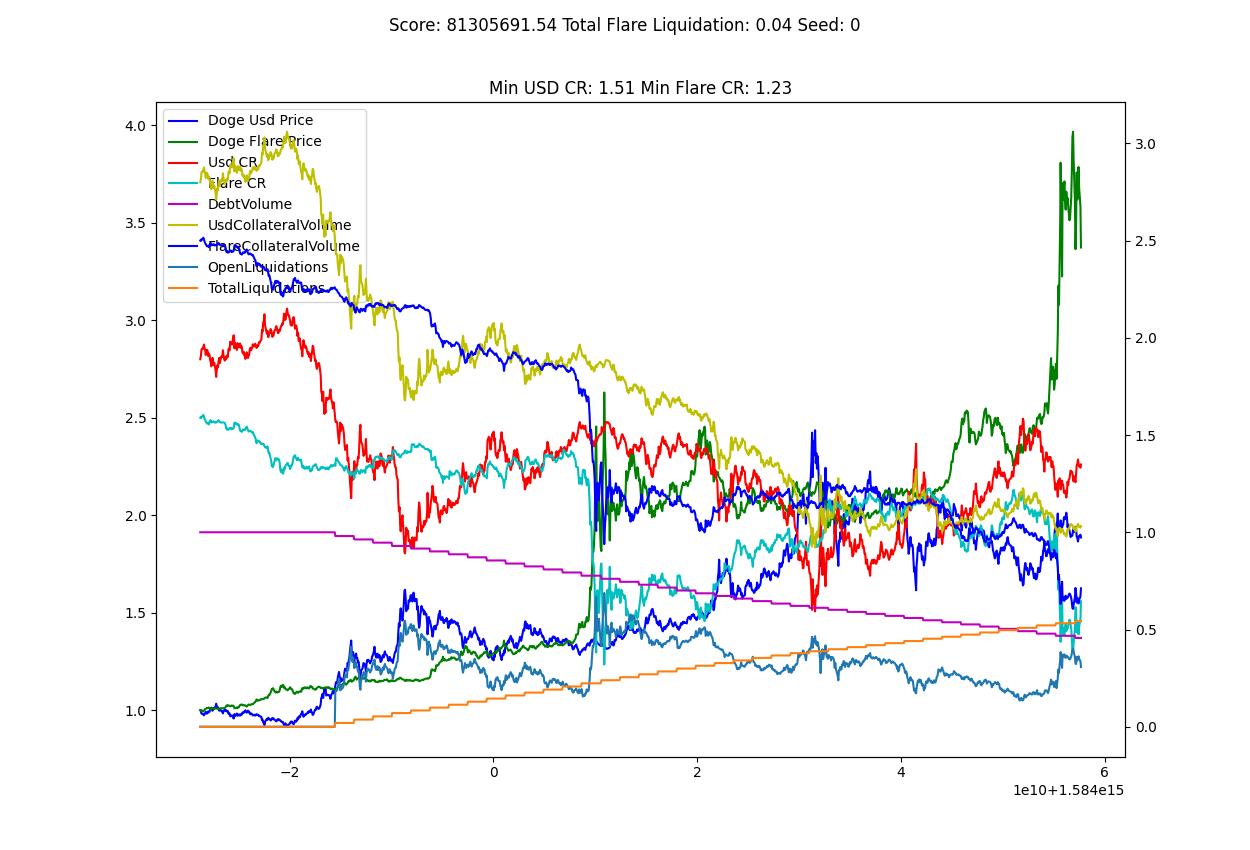 Score: 81305691.54 Total Flare Liquidation: 0.04 Seed: 0
Min USD CR: 1.51 Min Flare CR: 1.23
Doge Usd Price
Doge Flare Price
Usd CR
Flare CR
DebtVolume
UsdCollateralVolume
FlareCollateralVolume
OpenLiquidations
TotalLiquidations
4.0
3.5
3.0
2.5
2.0
1.5
1.0
3.0
2.5
2.0
1.5
1.0
0.5
0.0
−2
0
2
4
6
1e10+1.584e15